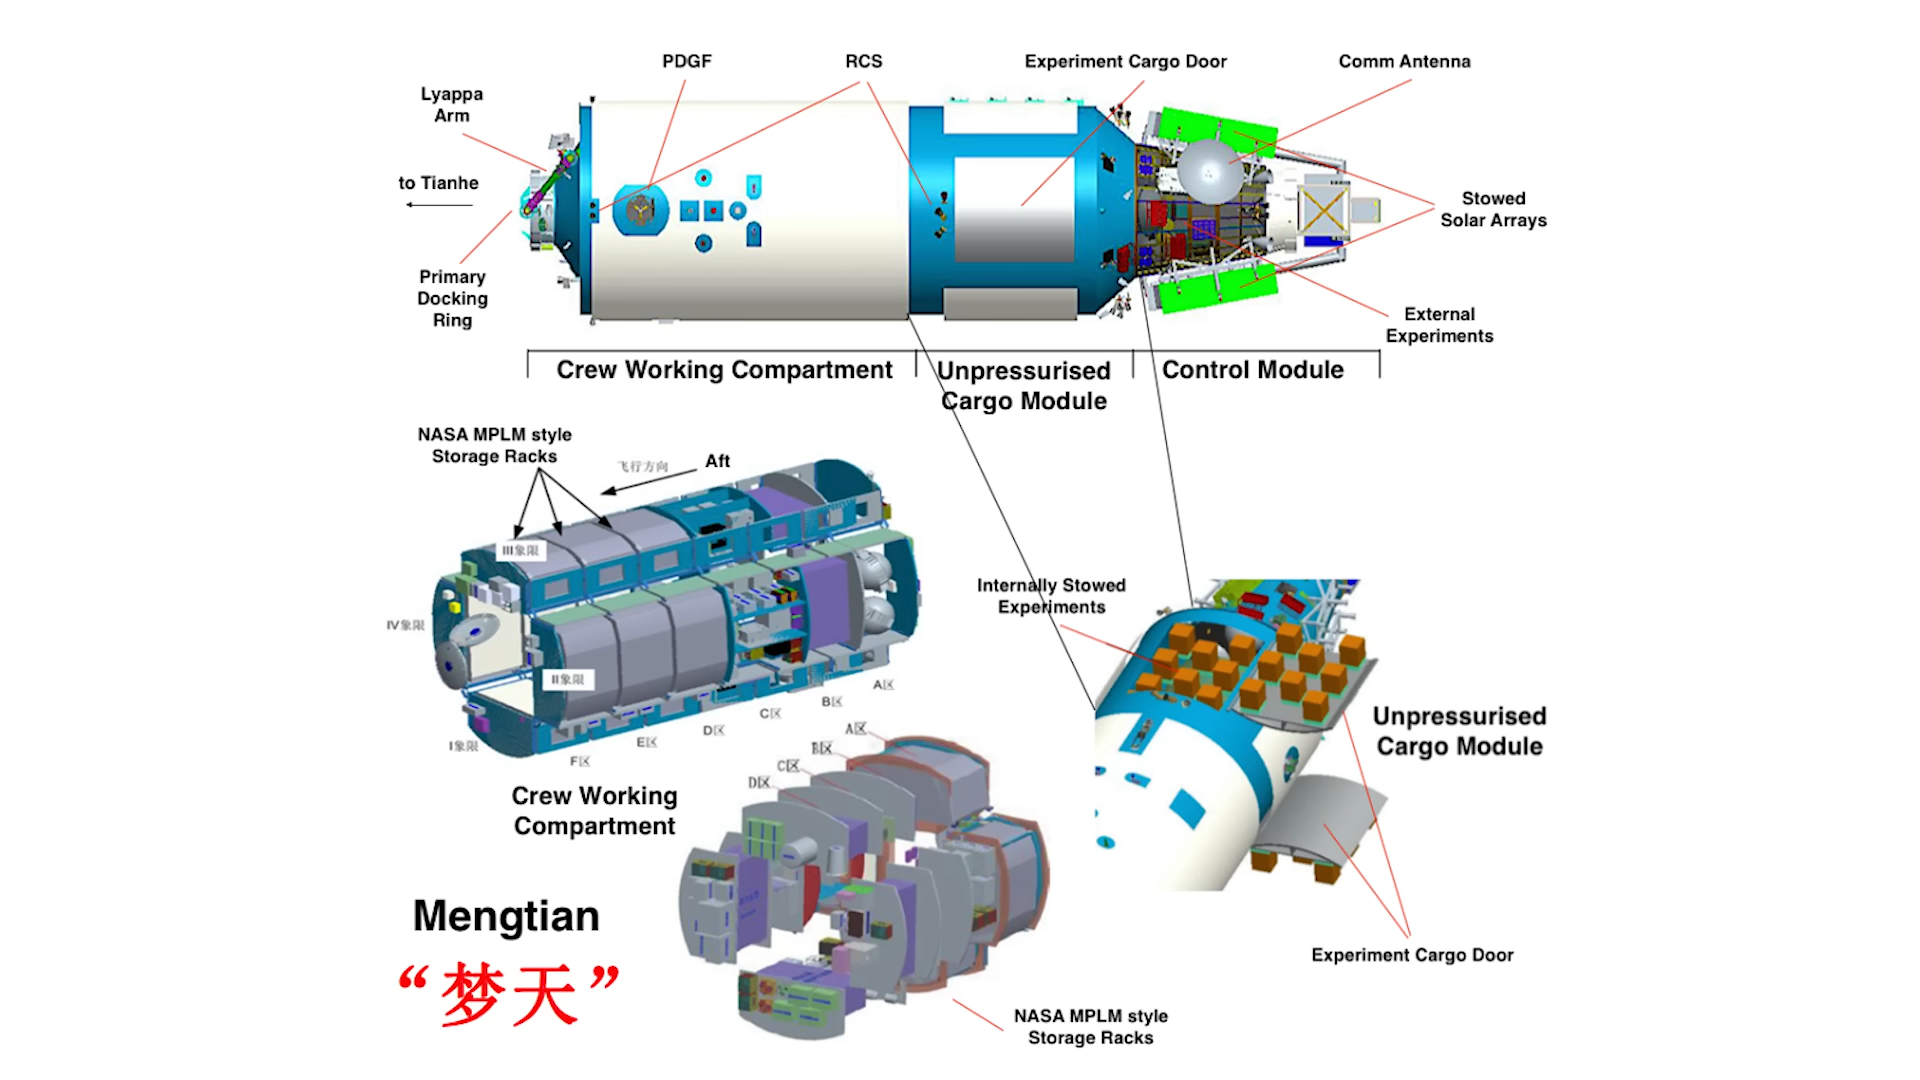 PDGF
RCS
Experiment Cargo Door
Comm Antenna
Lyappa
Arm
to Tianhe
Stowed
Solar Arrays
Primary
Docking
Ring
External
Experiments
Crew Working Compartment
Unpressurised
Cargo Module
Control Module
NASA MPLM style
Storage Racks
飞行方向
Aft
III象限
IV象限
II象限
I象限
A区
B区
C区
D区
E区
F区
Internally Stowed
Experiments
Unpressurised
Cargo Module
A区
B区
C区
D区
Crew Working
Compartment
Mengtian
“梦天”
Experiment Cargo Door
NASA MPLM style
Storage Racks